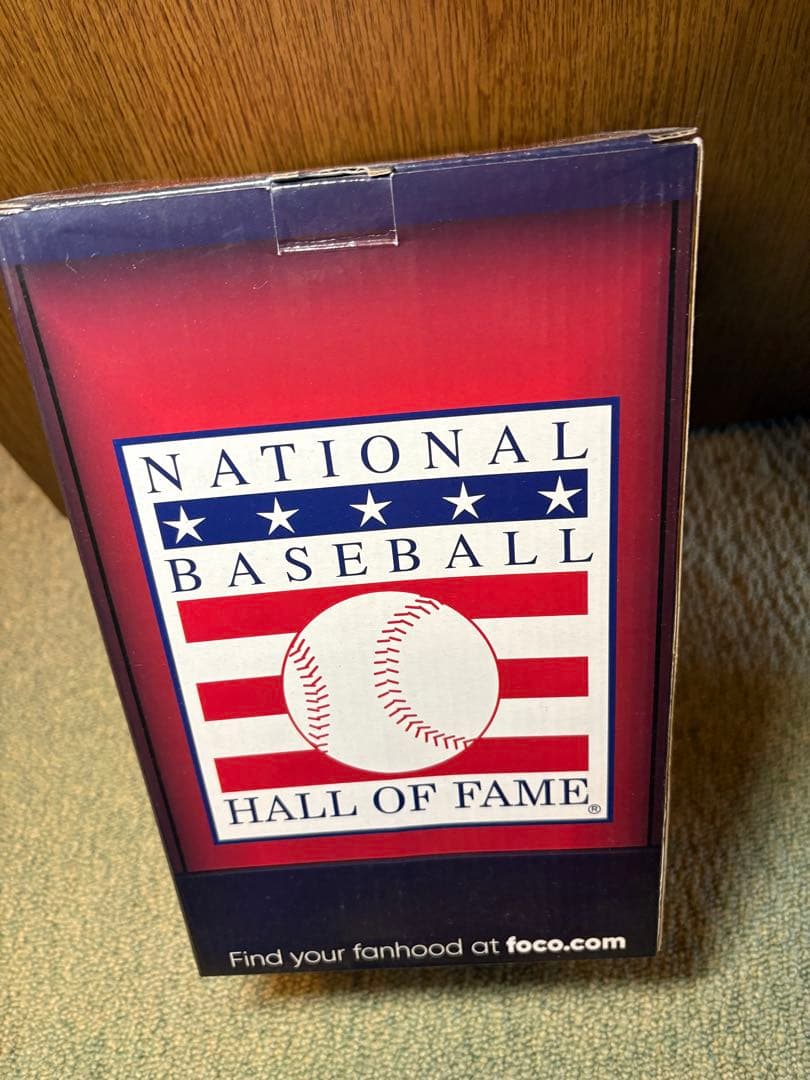 NATIONAL
BASEBALL
HALL OF FAME®
Find your fanhood at foco.com